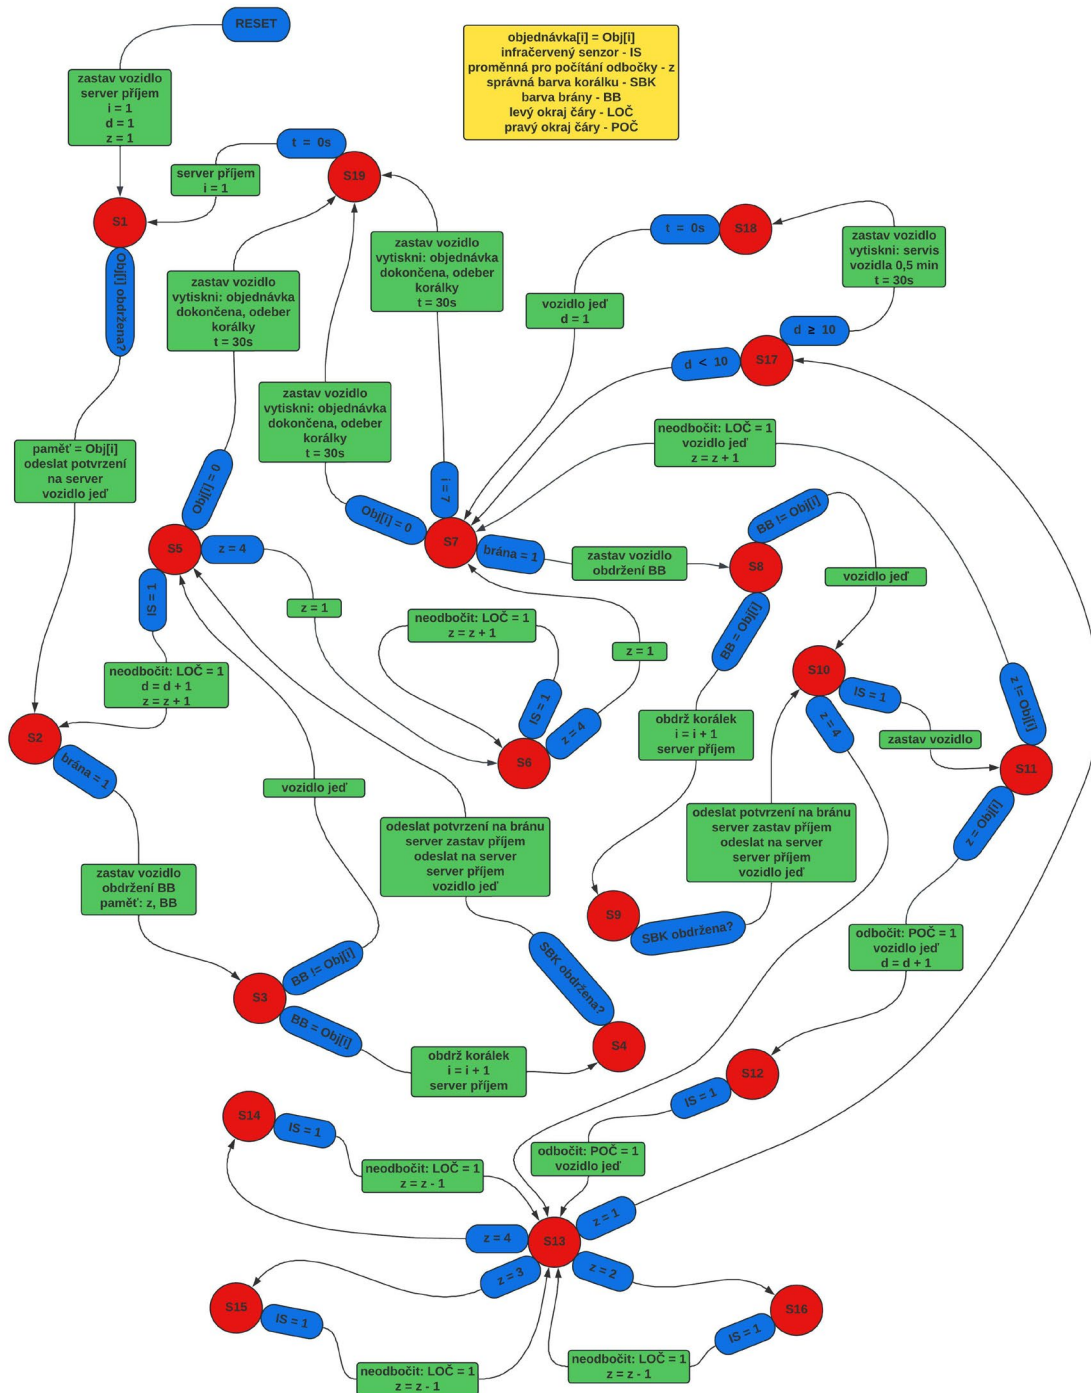 RESET
objednávka[i] = Obj[i]
infračervený senzor - IS
proměnná pro počítání odbočky - z
správná barva korálku - SBK
barva brány - BB
levý okraj čáry - LOČ
pravý okraj čáry - POČ
zastav vozidlo
server příjem
i = 1
d = 1
z = 1
t = 0s
server příjem
i = 1
S19
S1
Obj[i] obdržena?
zastav vozidlo
vytiskni: objednávka
dokončena, odeber
korálky
t = 30s
zastav vozidlo
vytiskni: objednávka
dokončena, odeber
korálky
t = 30s
t = 0s
S18
zastav vozidlo
vytiskni: servis
vozidla 0,5 min
t = 30s
vozidlo jeď
d = 1
d ≥ 10
d < 10
S17
zastav vozidlo
vytiskni: objednávka
dokončena, odeber
korálky
t = 30s
neodbočit: LOČ = 1
vozidlo jeď
z = z + 1
paměť = Obj[i]
odeslat potvrzení
na server
vozidlo jeď
Obj[i] = 0
S5
z = 4
IS = 1
Obj[i] = 0
i = 7
S7
brána = 1
zastav vozidlo
obdržení BB
BB != Obj[i]
S8
BB = Obj[i]
vozidlo jeď
z = 1
neodbočit: LOČ = 1
z = z + 1
z = 1
IS = 1
z = 4
S6
neodbočit: LOČ = 1
d = d + 1
z = z + 1
S2
brána = 1
S10
IS = 1
z = 4
zastav vozidlo
z != Obj[i]
S11
z = Obj[i]
obdrž korálek
i = i + 1
server příjem
vozidlo jeď
odeslat potvrzení na bránu
server zastav příjem
odeslat na server
server příjem
vozidlo jeď
odeslat potvrzení na bránu
server zastav příjem
odeslat na server
server příjem
vozidlo jeď
zastav vozidlo
obdržení BB
paměť: z, BB
S9
SBK obdržena?
odbočit: POČ = 1
vozidlo jeď
d = d + 1
S3
BB != Obj[i]
BB = Obj[i]
SBK obdržena?
S4
obdrž korálek
i = i + 1
server příjem
S12
IS = 1
S14
IS = 1
odbočit: POČ = 1
vozidlo jeď
neodbočit: LOČ = 1
z = z - 1
z = 4
S13
z = 1
z = 3
z = 2
S15
IS = 1
S16
IS = 1
neodbočit: LOČ = 1
z = z - 1
neodbočit: LOČ = 1
z = z - 1